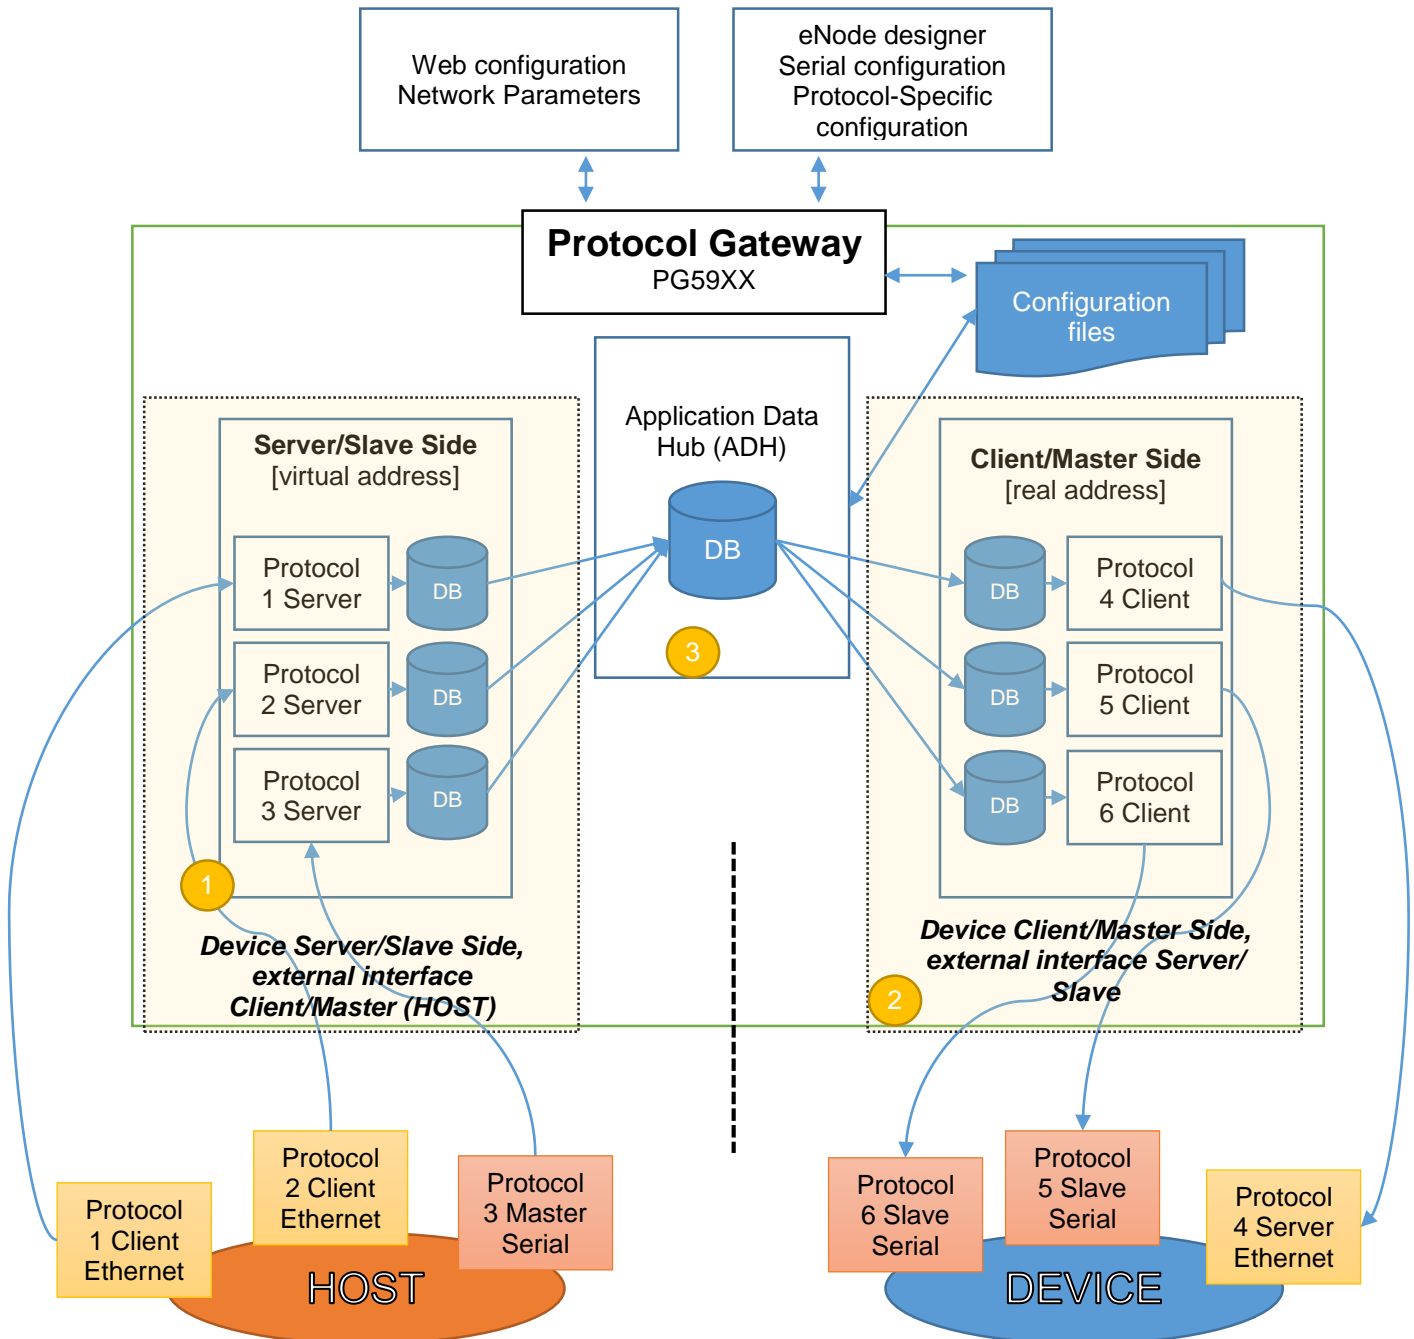 Web configuration
Network Parameters
eNode designer
Serial configuration
Protocol-Specific
configuration
Protocol Gateway
PG59XX
Configuration
files
Application Data
Hub (ADH)
DB
3
Server/Slave Side
[virtual address]
Protocol
1 Server
DB
Protocol
2 Server
DB
Protocol
3 Server
DB
1
Device Server/Slave Side,
external interface
Client/Master (HOST)
Client/Master Side
[real address]
DB
Protocol
4 Client
DB
Protocol
5 Client
DB
Protocol
6 Client
Device Client/Master Side,
external interface Server/
Slave
2
Protocol
1 Client
Ethernet
Protocol
2 Client
Ethernet
Protocol
3 Master
Serial
HOST
Protocol
6 Slave
Serial
Protocol
5 Slave
Serial
Protocol
4 Server
Ethernet
DEVICE